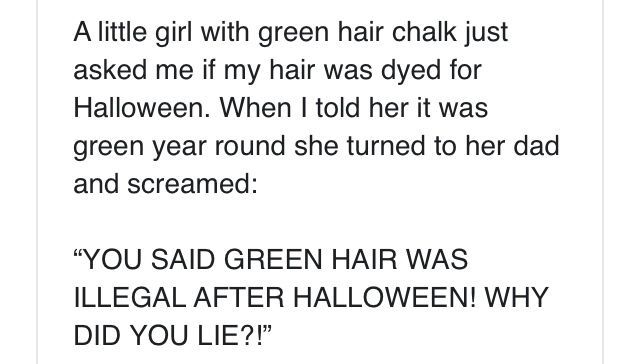 A little girl with green hair chalk just
asked me if my hair was dyed for
Halloween. When I told her it was
green year round she turned to her dad
and screamed:
“YOU SAID GREEN HAIR WAS
ILLEGAL AFTER HALLOWEEN! WHY
DID YOU LIE?!”